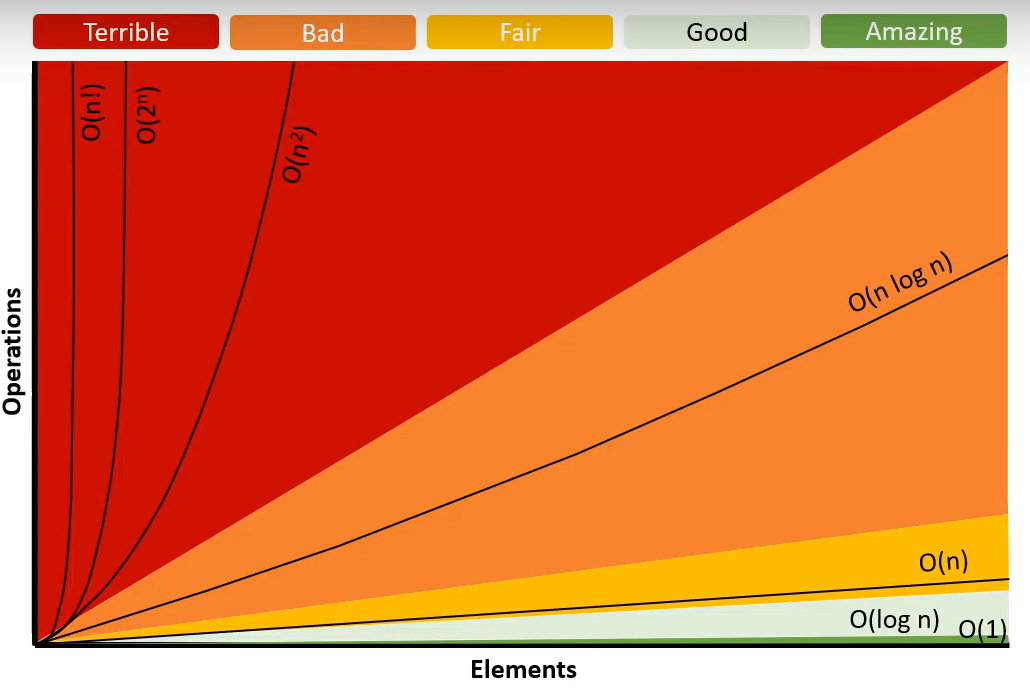 Terrible
Bad
Fair
Good
Amazing
O(n!)
O(2ⁿ)
O(n²)
O(n log n)
O(n)
O(log n)
O(1)
Operations
Elements